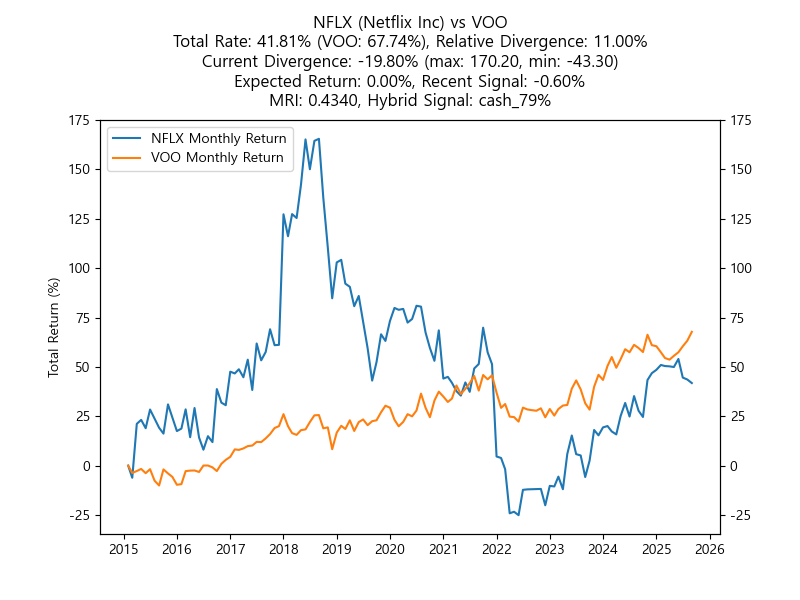 NFLX (Netflix Inc) vs VOO
Total Rate: 41.81% (VOO: 67.74%), Relative Divergence: 11.00%
Current Divergence: -19.80% (max: 170.20, min: -43.30)
Expected Return: 0.00%, Recent Signal: -0.60%
MRI: 0.4340, Hybrid Signal: cash_79%
NFLX Monthly Return
VOO Monthly Return
Total Return (%)
175
150
125
100
75
50
25
0
-25
175
150
125
100
75
50
25
0
-25
2015 2016 2017 2018 2019 2020 2021 2022 2023 2024 2025 2026